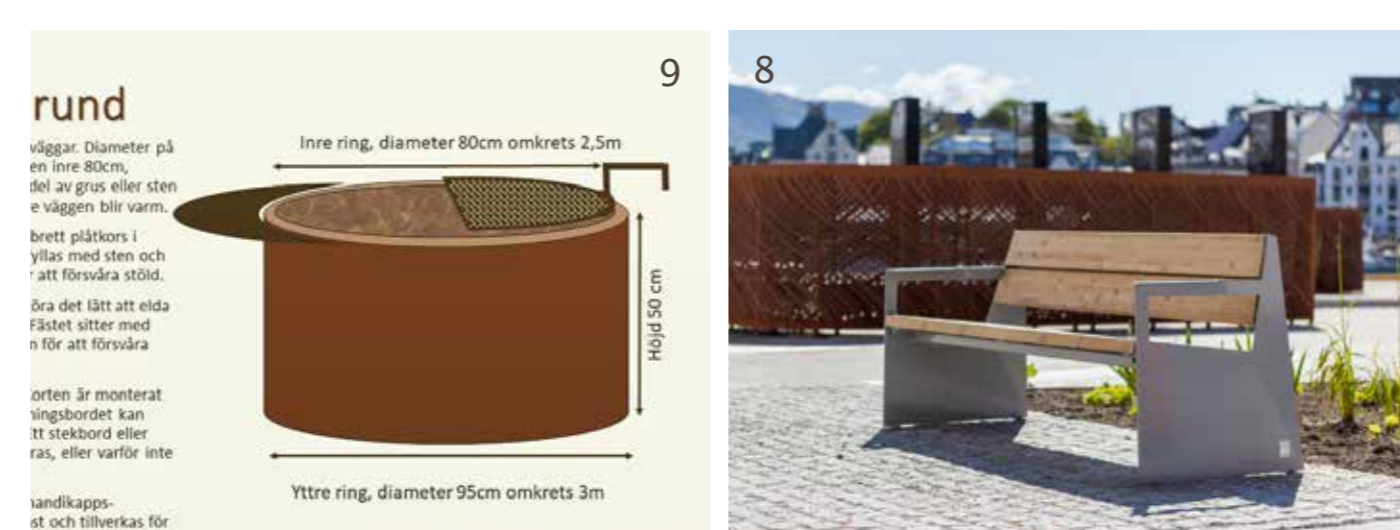 9
rund
väggar. Diameter på
en inre 80cm,
del av grus eller sten
e väggen blir varm.
brett plåtkors i
yllas med sten och
att försvåra stöld.
öra det lätt att elda
Fästet sitter med
n för att försvåra
orten är monterat
ningsbordet kan
tt stekbord eller
ras, eller varför inte
handikapps-
st och tillverkas för
Inre ring, diameter 80cm omkrets 2,5m
Höjd 50 cm
Yttre ring, diameter 95cm omkrets 3m
8